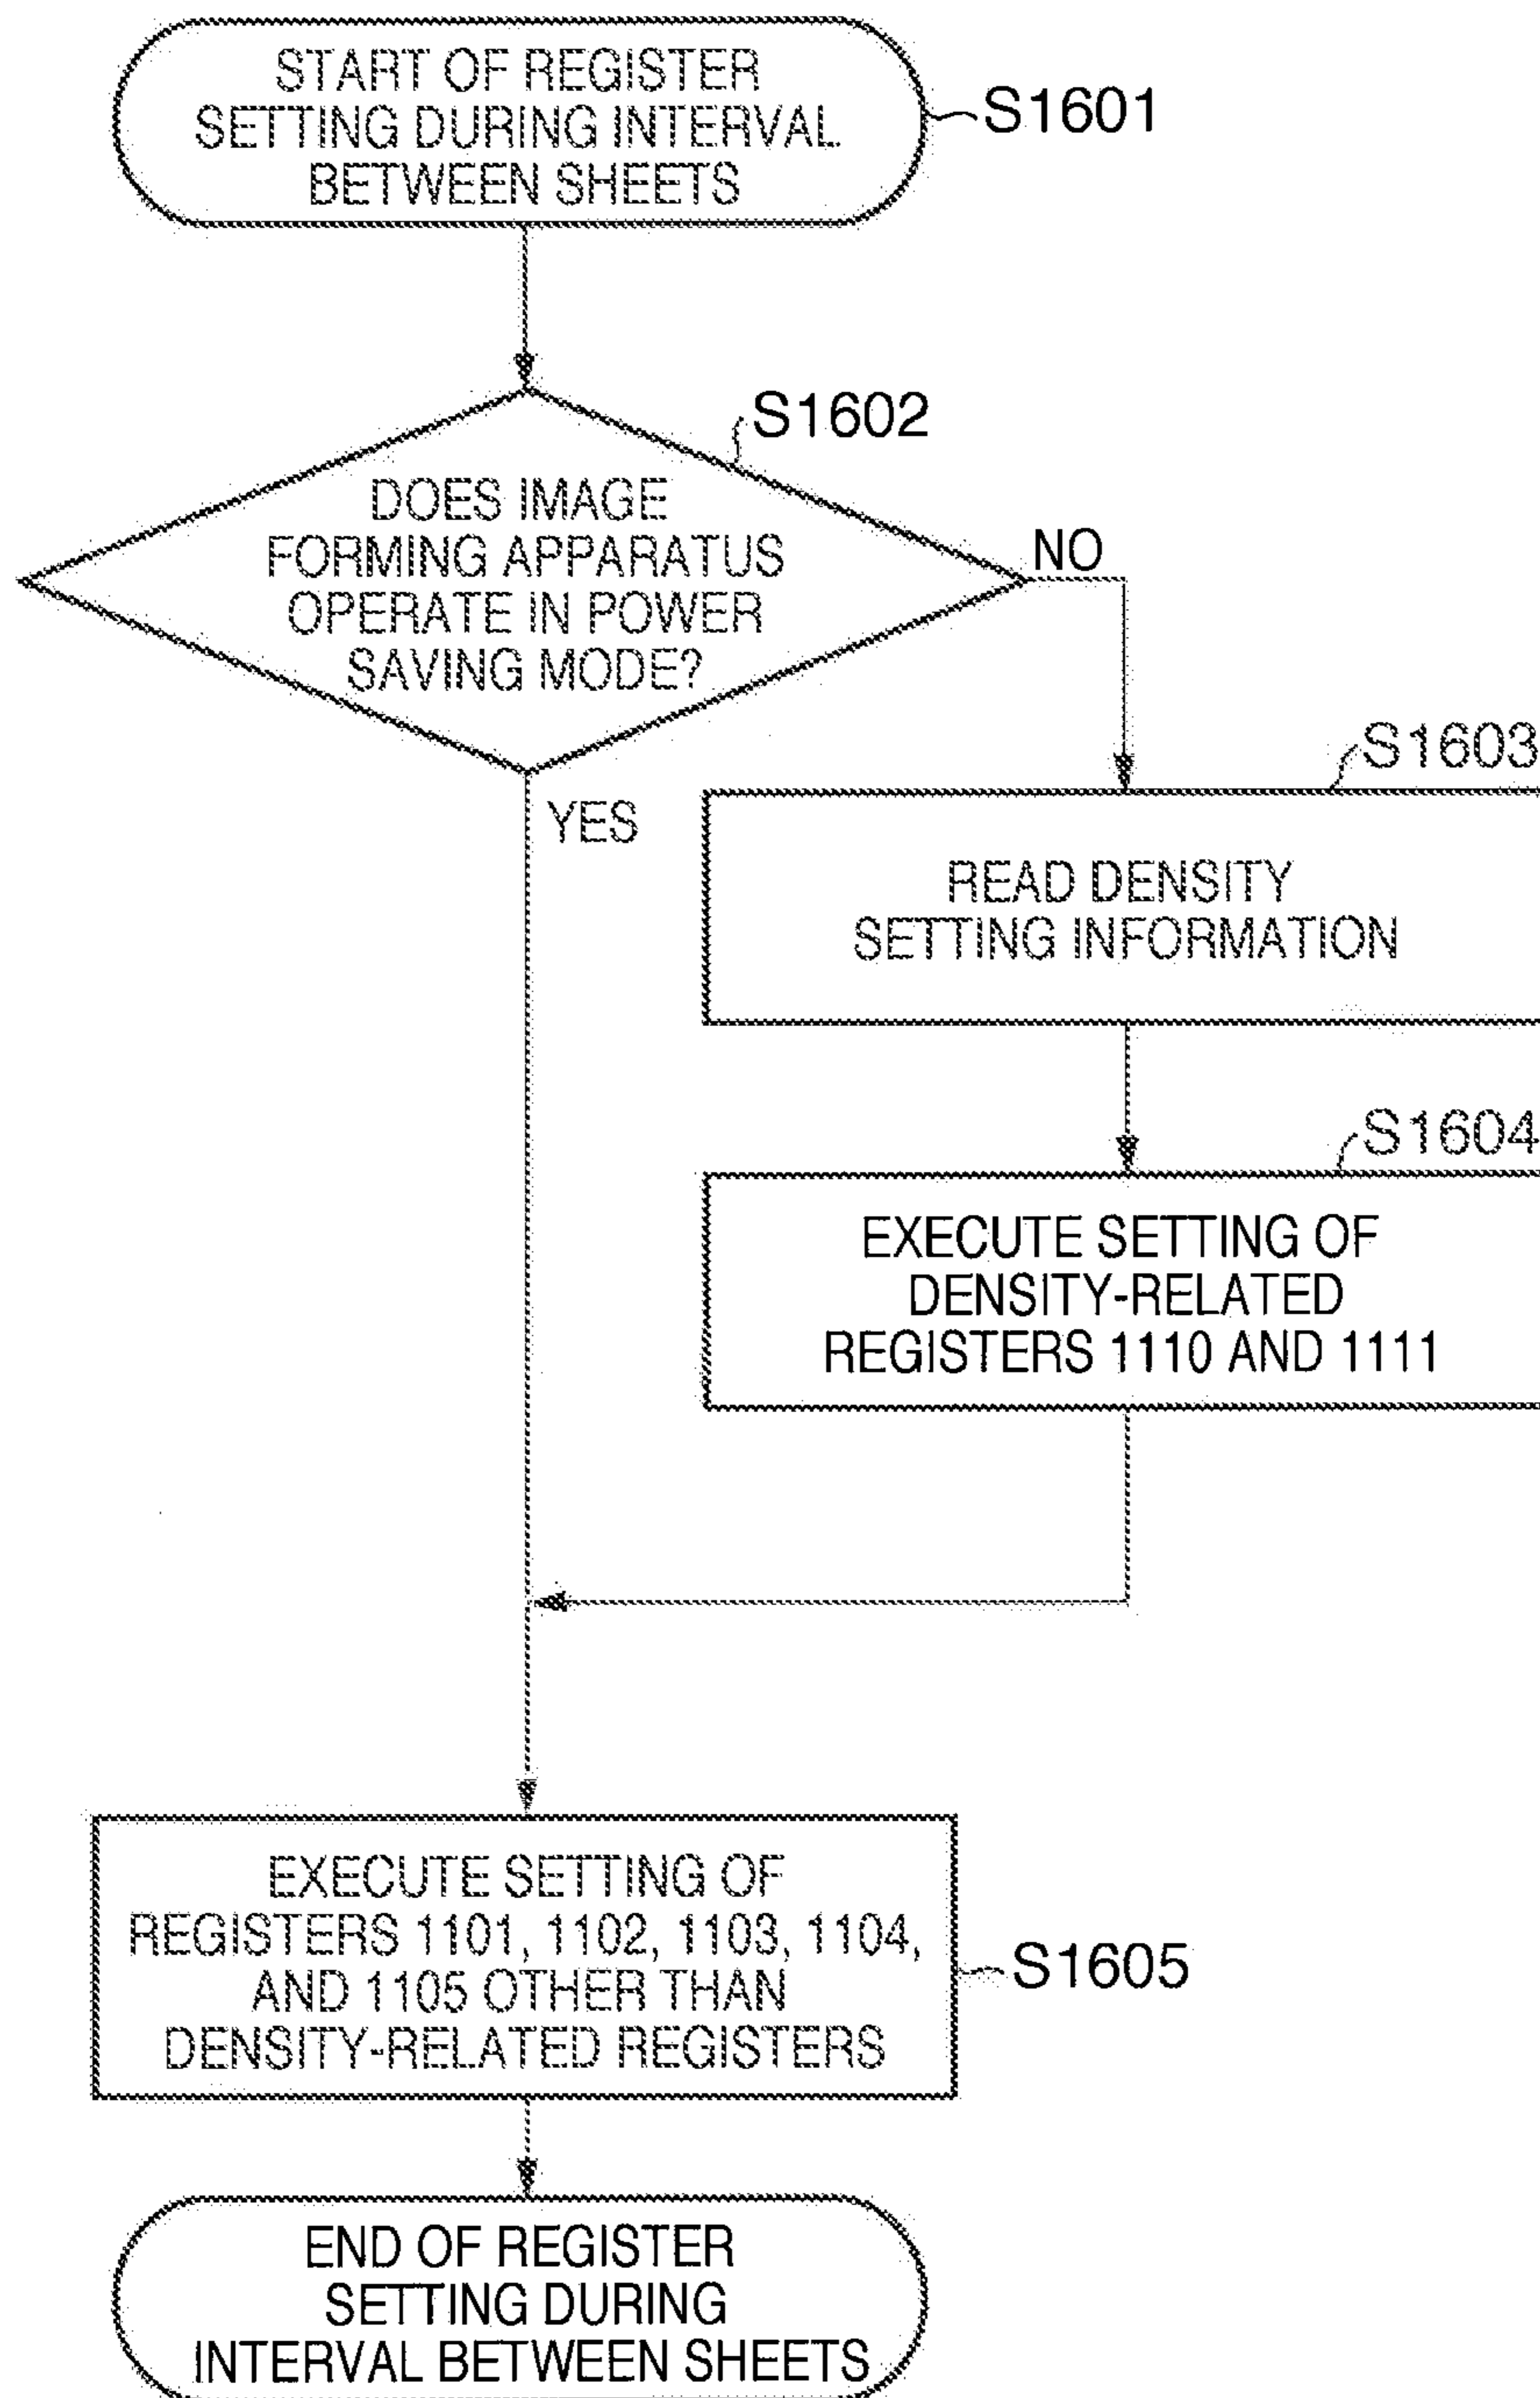 START OF REGISTER
SETTING DURING INTERVAL
BETWEEN SHEETS
S1601
S1602
DOES IMAGE
FORMING APPARATUS
OPERATE IN POWER
SAVING MODE?
NO
YES
S1603
READ DENSITY
SETTING INFORMATION
S1604
EXECUTE SETTING OF
DENSITY-RELATED
REGISTERS 1110 AND 1111
EXECUTE SETTING OF
REGISTERS 1101, 1102, 1103, 1104,
AND 1105 OTHER THAN
DENSITY-RELATED REGISTERS
S1605
END OF REGISTER
SETTING DURING
INTERVAL BETWEEN SHEETS